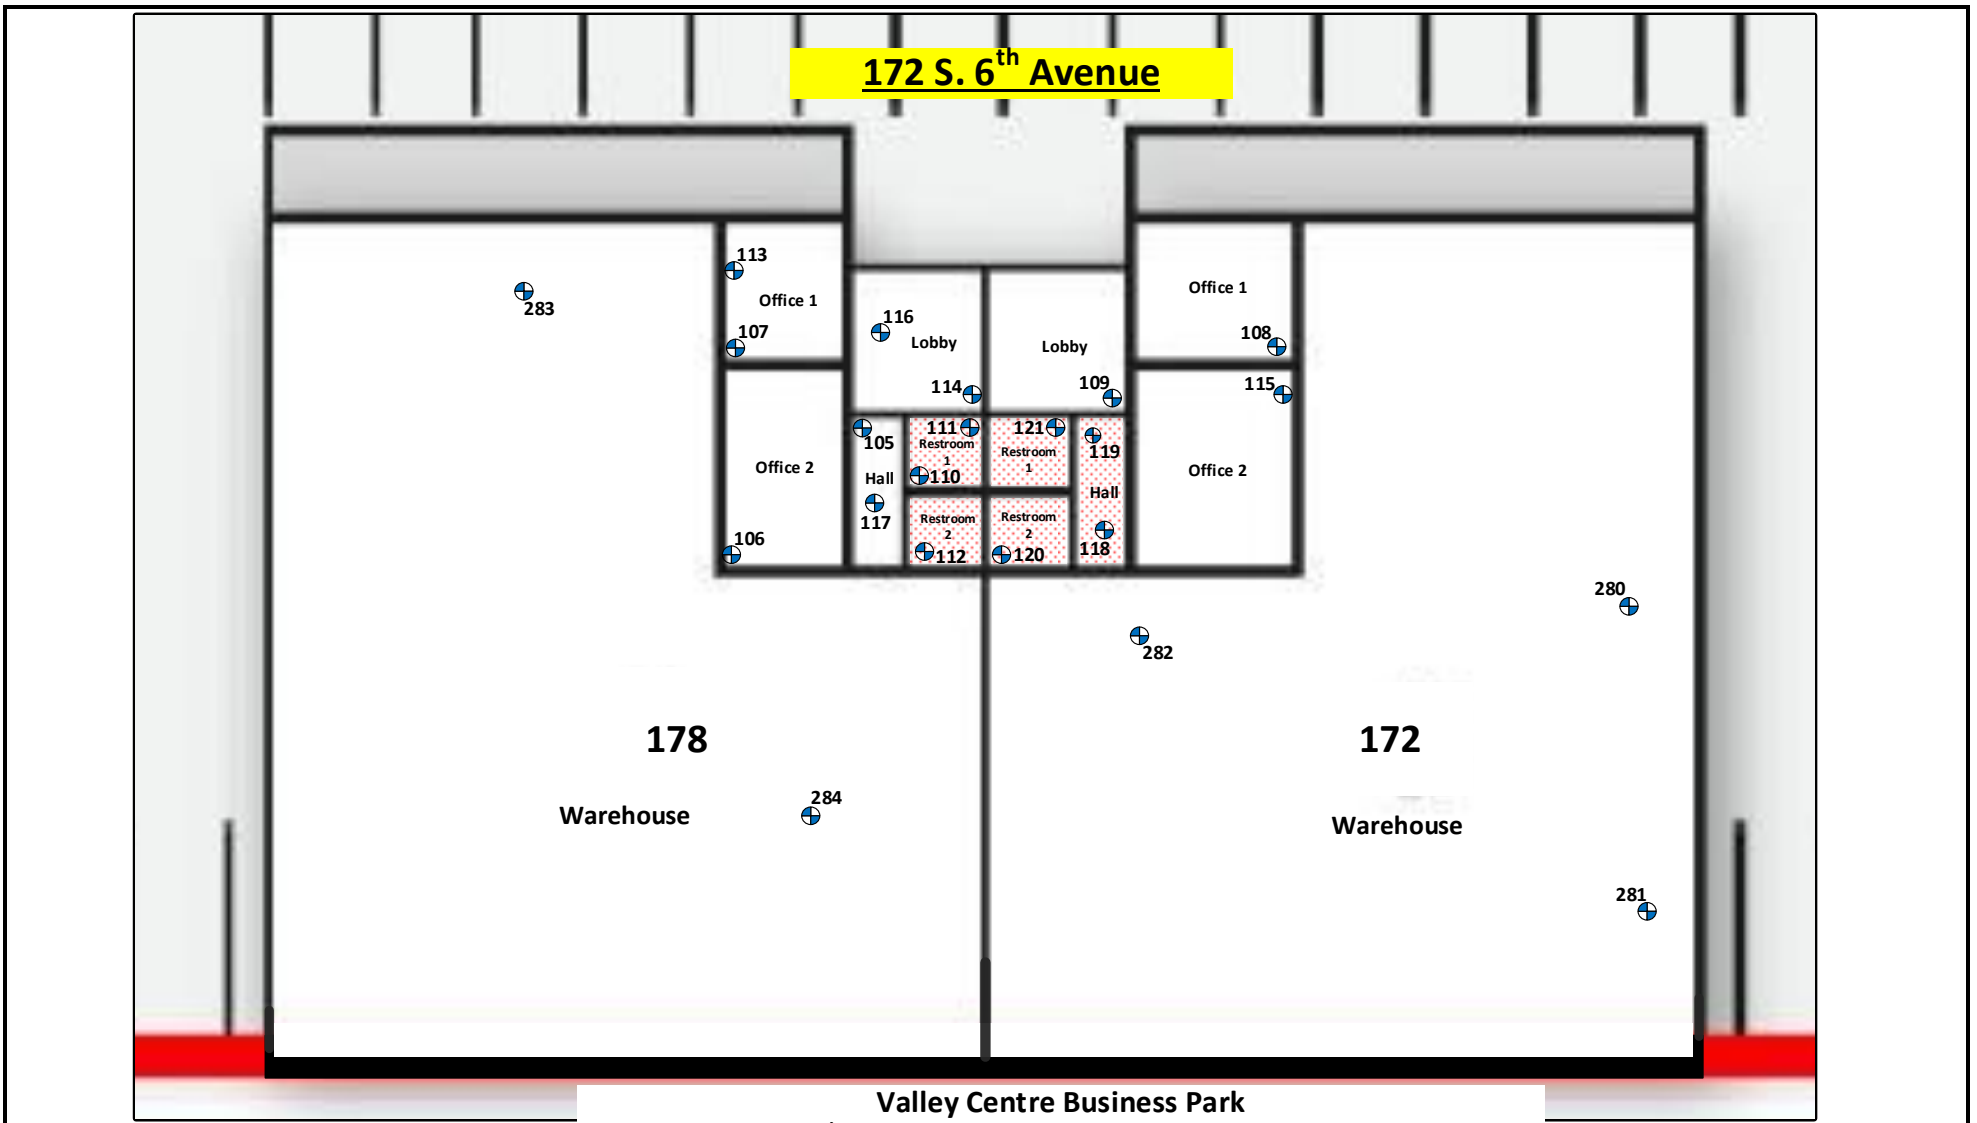 172 S. 6th Avenue
113
Office 1
107
283
116
Lobby
114
Lobby
109
Office 1
108
115
105
Hall
117
111
Restroom
1
110
121
Restroom
1
119
Hall
118
Office 2
106
Restroom
2
112
Restroom
2
120
Office 2
280
282
178
172
284
Warehouse
Warehouse
281
Valley Centre Business Park